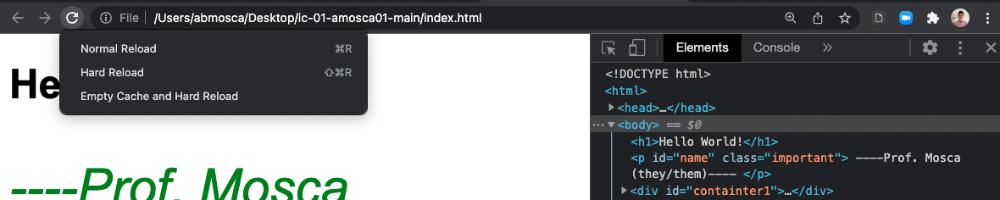 File | /Users/abmosca/Desktop/ic-01-amosca01-main/index.html
Normal Reload ⌘R
Hard Reload ⇧⌘R
Empty Cache and Hard Reload
He
----Prof. Mosca
Elements Console »
<!DOCTYPE html>
<html>
▶<head>…</head>
…▼<body> == $0
<h1>Hello World!</h1>
<p id="name" class="important"> ----Prof. Mosca
(they/them)---- </p>
▶<div id="containter1">…</div>